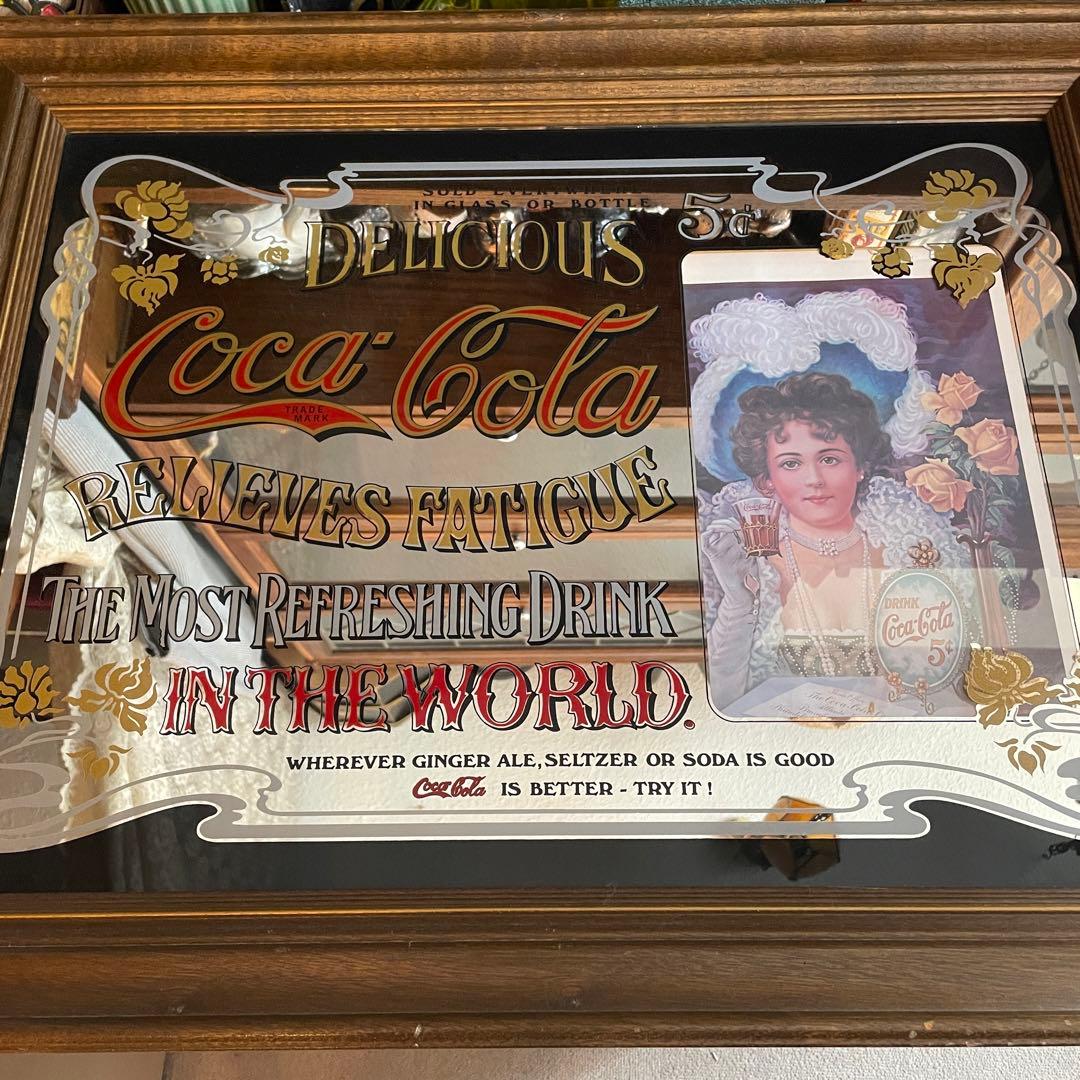 SOLD EVERYWHERE
IN GLASS OR BOTTLE 5¢
DELICIOUS
Coca-Cola
TRADE MARK
RELIEVES FATIGUE
THE MOST REFRESHING DRINK
IN THE WORLD.
WHEREVER GINGER ALE, SELTZER OR SODA IS GOOD
Coca-Cola IS BETTER - TRY IT !
Coca-Cola
DRINK
Coca-Cola
5¢